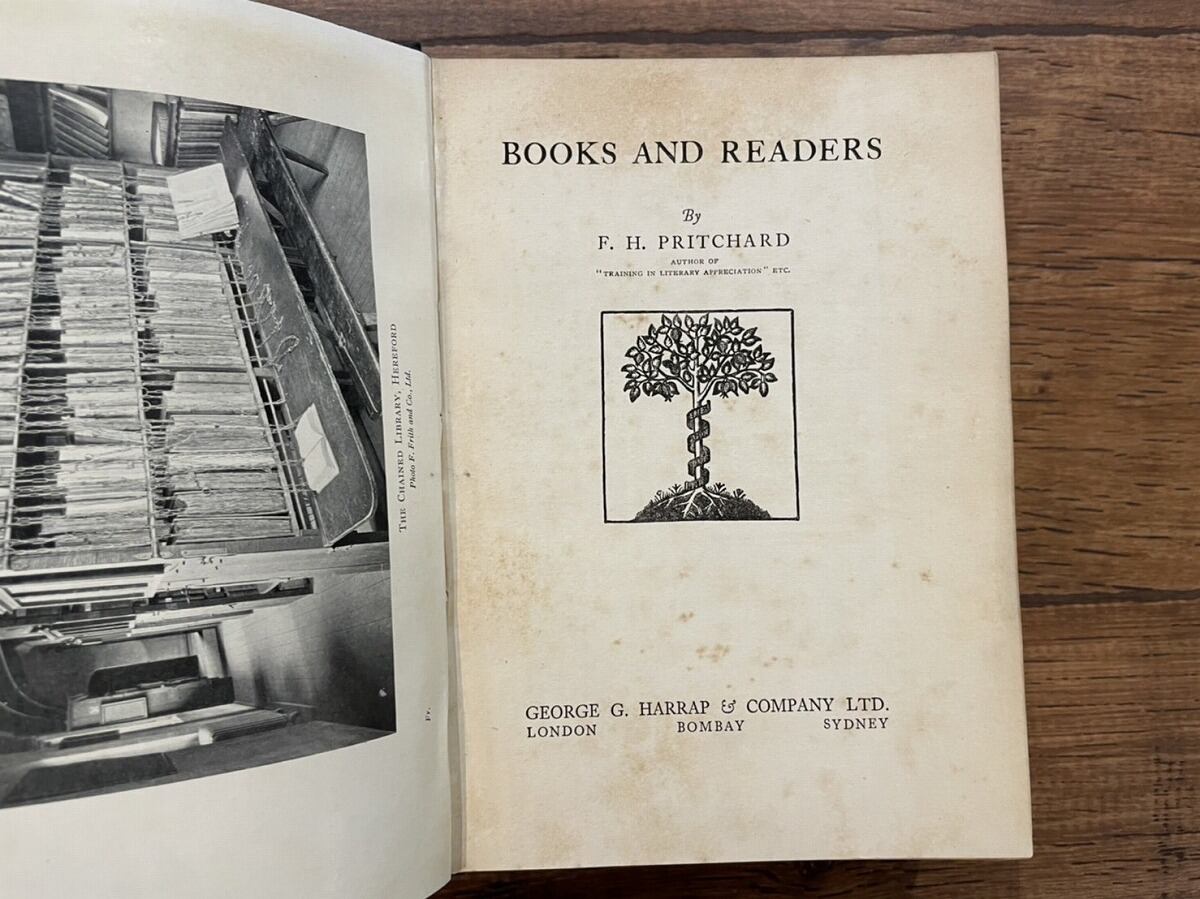 THE CHAINED LIBRARY, HEREFORD
Photo F. Frith and Co., Ltd.
Fr.
BOOKS AND READERS
By
F. H. PRITCHARD
AUTHOR OF
"TRAINING IN LITERARY APPRECIATION" ETC.
GEORGE G. HARRAP & COMPANY LTD.
LONDON BOMBAY SYDNEY